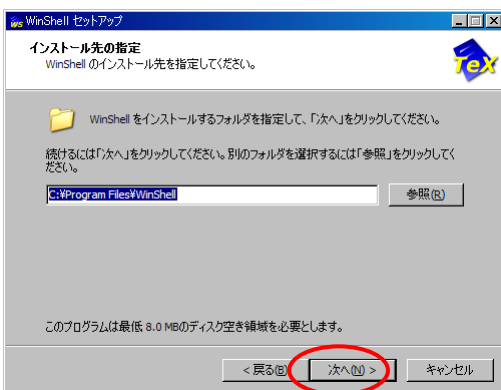 WinShell セットアップ
インストール先の指定
WinShell のインストール先を指定してください。
TeX
WinShell をインストールするフォルダを指定して、「次へ」をクリックしてください。
続けるには「次へ」をクリックしてください。別のフォルダを選択するには「参照」をクリックしてく
ださい。
C:¥Program Files¥WinShell
参照(R)
このプログラムは最低 8.0 MBのディスク空き領域を必要とします。
< 戻る(B)
次へ(N) >
キャンセル